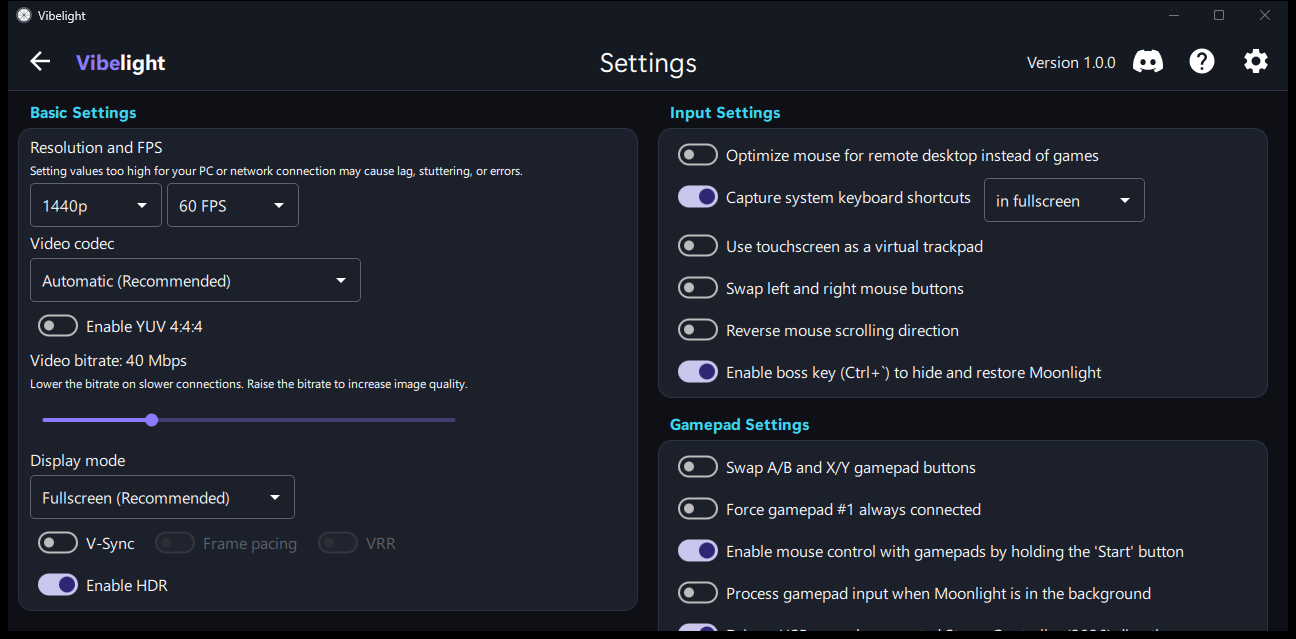 Vibelight
Vibelight
Settings
Version 1.0.0
Basic Settings
Resolution and FPS
Setting values too high for your PC or network connection may cause lag, stuttering, or errors.
1440p
60 FPS
Video codec
Automatic (Recommended)
Enable YUV 4:4:4
Video bitrate: 40 Mbps
Lower the bitrate on slower connections. Raise the bitrate to increase image quality.
Display mode
Fullscreen (Recommended)
V-Sync
Frame pacing
VRR
Enable HDR
Input Settings
Optimize mouse for remote desktop instead of games
Capture system keyboard shortcuts
in fullscreen
Use touchscreen as a virtual trackpad
Swap left and right mouse buttons
Reverse mouse scrolling direction
Enable boss key (Ctrl+`) to hide and restore Moonlight
Gamepad Settings
Swap A/B and X/Y gamepad buttons
Force gamepad #1 always connected
Enable mouse control with gamepads by holding the 'Start' button
Process gamepad input when Moonlight is in the background